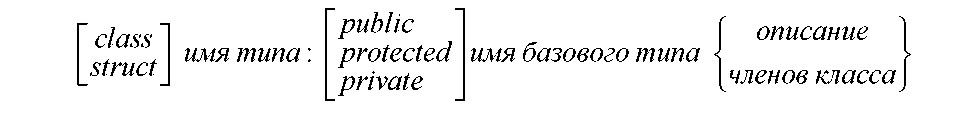 class
struct
имя типа :
public
protected
private
имя базового типа
описание
членов класса